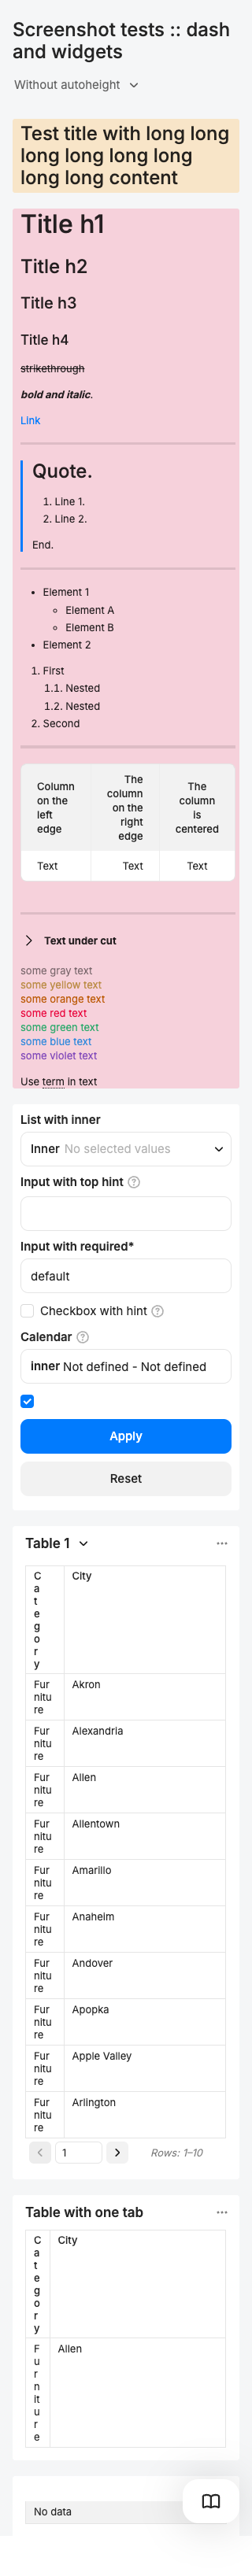 Screenshot tests :: dash
and widgets
Without autoheight
Test title with long long
long long long long
long long content
Title h1
Title h2
Title h3
Title h4
strikethrough
bold and italic.
Link
Quote.
1. Line 1.
2. Line 2.
End.
• Element 1
◦ Element A
◦ Element B
• Element 2
1. First
1.1. Nested
1.2. Nested
2. Second
Column on the left edge
The column on the right edge
The column is centered
Text Text Text
Text under cut
some gray text
some yellow text
some orange text
some red text
some green text
some blue text
some violet text
Use term in text
List with inner
Inner No selected values
Input with top hint
Input with required*
default
Checkbox with hint
Calendar
inner Not defined - Not defined
Apply
Reset
Table 1
Category City
Furniture Akron
Furniture Alexandria
Furniture Allen
Furniture Allentown
Furniture Amarillo
Furniture Anaheim
Furniture Andover
Furniture Apopka
Furniture Apple Valley
Furniture Arlington
1 Rows: 1–10
Table with one tab
Category City
Furniture Allen
No data